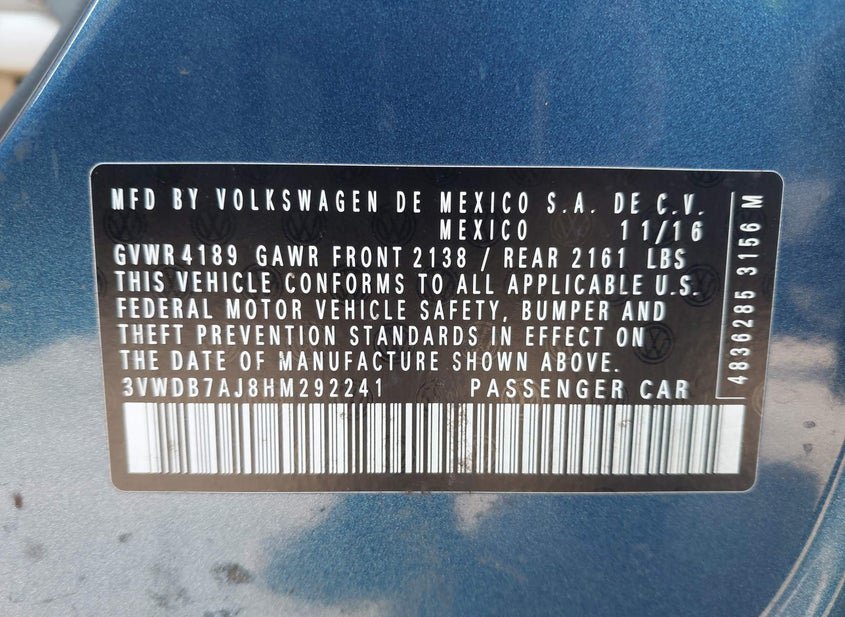 MFD BY VOLKSWAGEN DE MEXICO S.A. DE C.V.
MEXICO 11/16
GVWR 4189 GAWR FRONT 2138 / REAR 2161 LBS
THIS VEHICLE CONFORMS TO ALL APPLICABLE U.S.
FEDERAL MOTOR VEHICLE SAFETY, BUMPER AND
THEFT PREVENTION STANDARDS IN EFFECT ON
THE DATE OF MANUFACTURE SHOWN ABOVE.
3VWDB7AJ8HM292241 PASSENGER CAR
4836285 3156 M